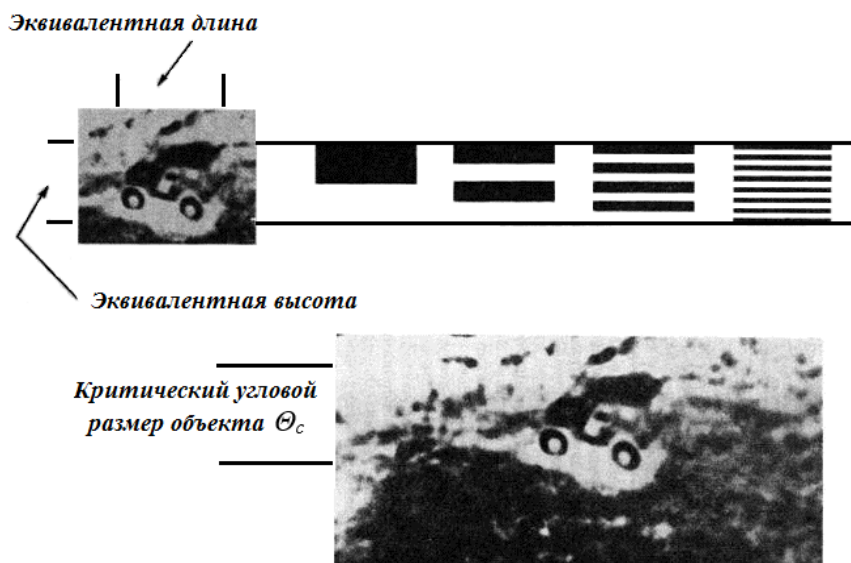 Эквивалентная длина
Эквивалентная высота
Критический угловой
размер объекта Θc